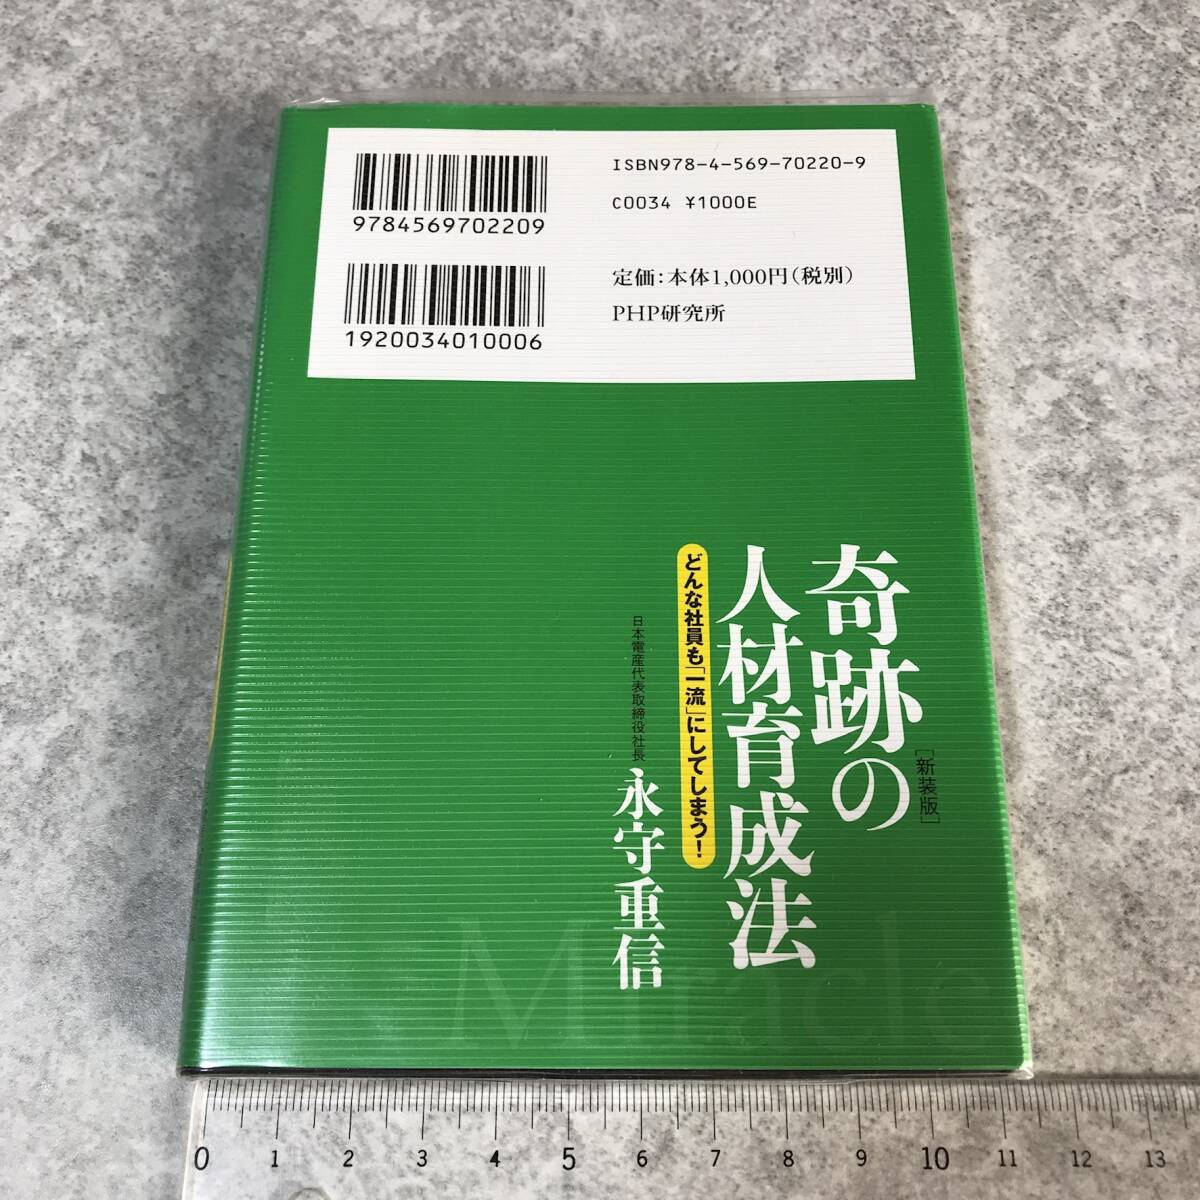 ISBN978-4-569-70220-9
C0034 ¥1000E
9784569702209
定価：本体1,000円（税別）
PHP研究所
1920034010006
奇跡の
［新装版］
人材育成法
どんな社員も「一流」にしてしまう！
日本電産代表取締役社長
永守重信
Miracle
0 1 2 3 4 5 6 7 8 9 10 11 12 13